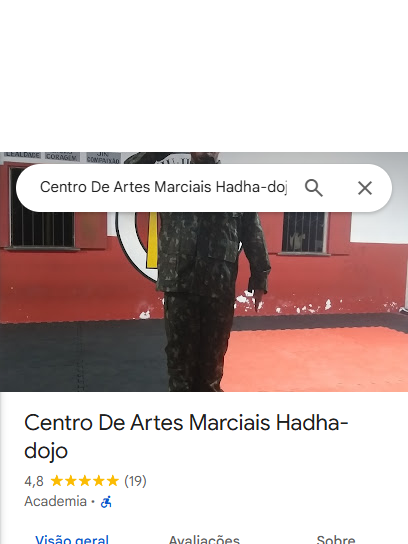 LEALDADE CORAGEM COMPAIXÃO
Centro De Artes Marciais Hadha-doj
Centro De Artes Marciais Hadha-
dojo
4,8 (19)
Academia ·
Visão geral Avaliações Sobre